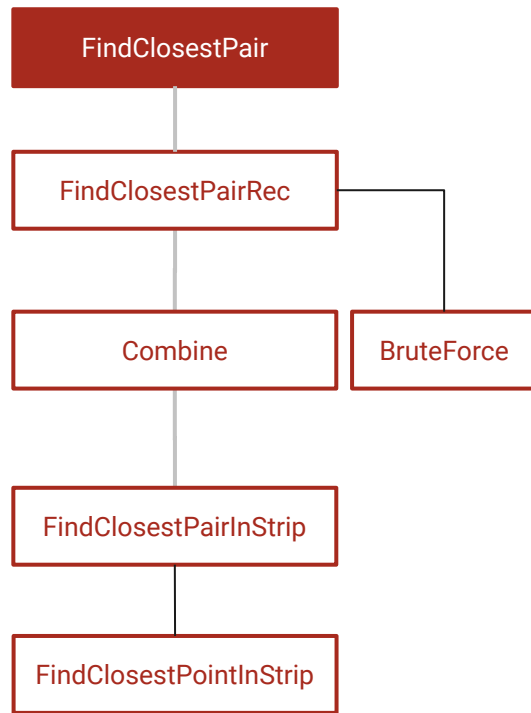 FindClosestPair
FindClosestPairRec
Combine
BruteForce
FindClosestPairInStrip
FindClosestPointInStrip